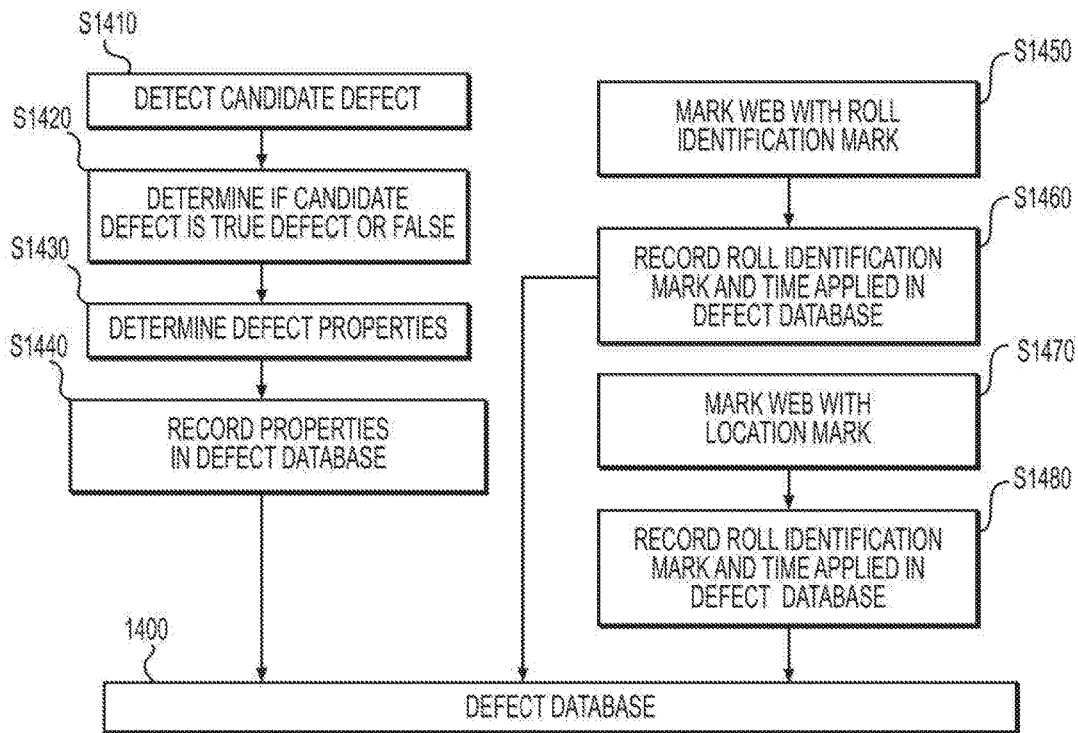 S1410
DETECT CANDIDATE DEFECT
S1420
DETERMINE IF CANDIDATE
DEFECT IS TRUE DEFECT OR FALSE
S1430
DETERMINE DEFECT PROPERTIES
S1440
RECORD PROPERTIES
IN DEFECT DATABASE
S1450
MARK WEB WITH ROLL
IDENTIFICATION MARK
S1460
RECORD ROLL IDENTIFICATION
MARK AND TIME APPLIED IN
DEFECT DATABASE
S1470
MARK WEB WITH
LOCATION MARK
S1480
RECORD ROLL IDENTIFICATION
MARK AND TIME APPLIED IN
DEFECT DATABASE
1400
DEFECT DATABASE